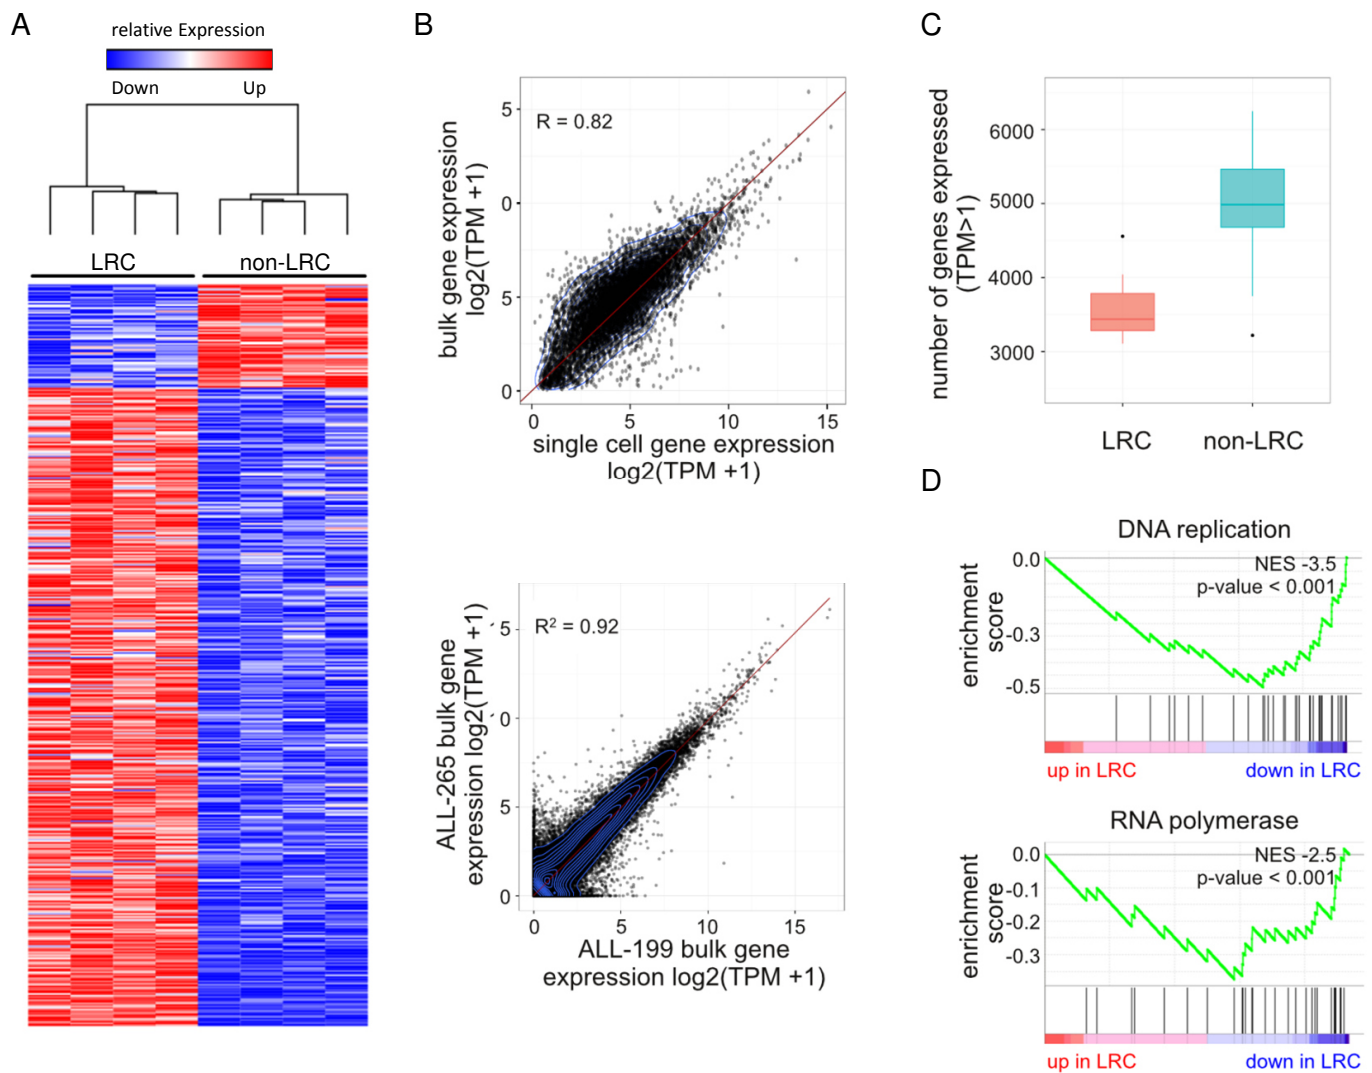 A
relative Expression
Down Up
LRC non-LRC
B
R = 0.82
bulk gene expression
log2(TPM +1)
5
0
5
0
0 5 10 15
single cell gene expression
log2(TPM +1)
R² = 0.92
ALL-265 bulk gene
expression log2(TPM +1)
5
0
5
0
0 5 10 15
ALL-199 bulk gene
expression log2(TPM +1)
C
number of genes expressed
(TPM>1)
6000
5000
4000
3000
LRC non-LRC
D
DNA replication
NES -3.5
p-value < 0.001
enrichment
score
0.0
-0.3
-0.5
up in LRC down in LRC
RNA polymerase
NES -2.5
p-value < 0.001
enrichment
score
0.0
-0.1
-0.2
-0.3
up in LRC down in LRC